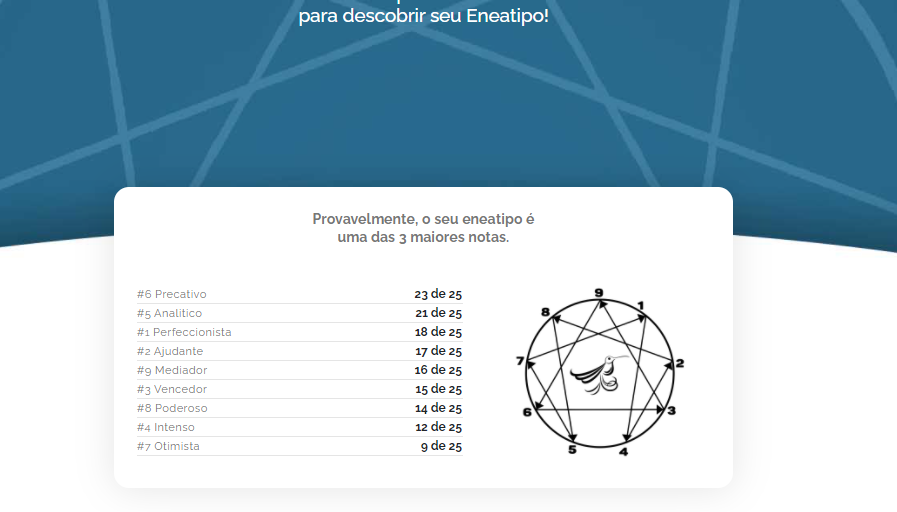 para descobrir seu Eneatipo!
Provavelmente, o seu eneatipo é
uma das 3 maiores notas.
#6 Precativo 23 de 25
#5 Analitico 21 de 25
#1 Perfeccionista 18 de 25
#2 Ajudante 17 de 25
#9 Mediador 16 de 25
#3 Vencedor 15 de 25
#8 Poderoso 14 de 25
#4 Intenso 12 de 25
#7 Otimista 9 de 25
9
8 1
7 2
6 3
5 4